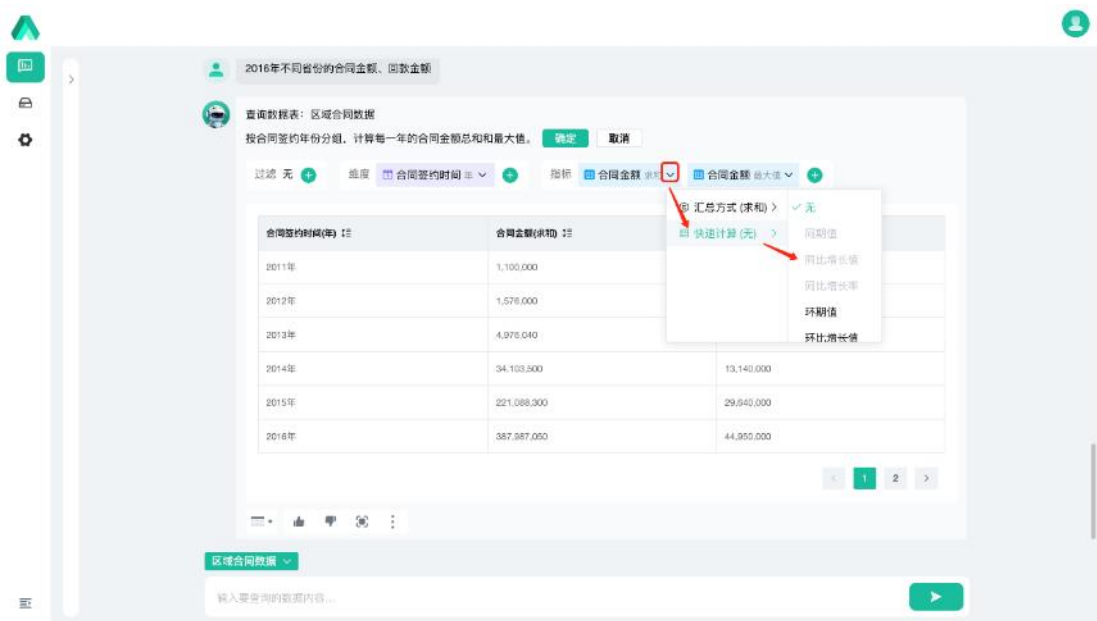 2016年不同省份的合同金额、回款金额
查询数据表：区域合同数据
按合同签约年份分组，计算每一年的合同金额总和和最大值。 确定 取消
过滤 无 维度 合同签约时间 年 指标 合同金额 求和 合同金额 最大值
汇总方式 (求和) 无
快速计算 (无) 同期值
同比增长值
同比增长率
环期值
环比增长值
合同签约时间(年) 合同金额(求和)
2011年 1,100,000
2012年 1,576,000
2013年 4,976,040
2014年 34,103,500 13,140,000
2015年 221,088,300 29,640,000
2016年 387,987,050 44,950,000
1 2
区域合同数据
输入要查询的数据内容...